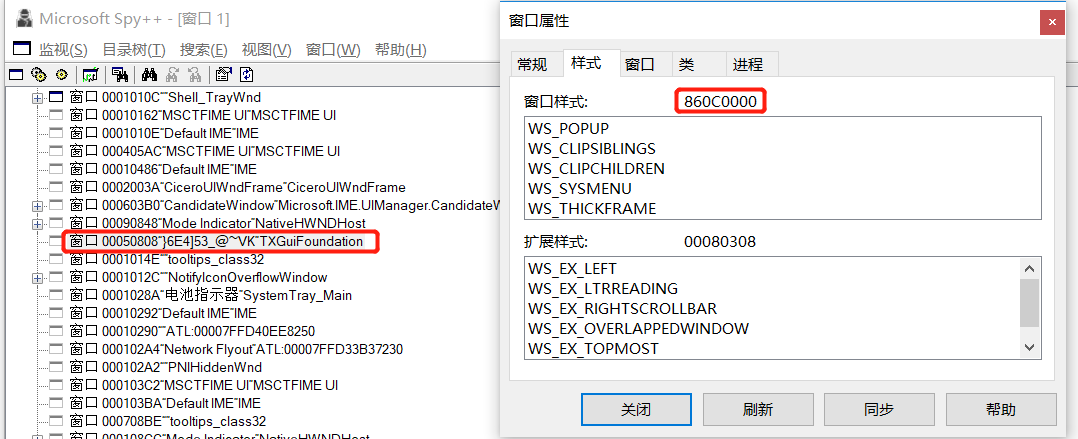 Microsoft Spy++ - [窗口 1]
监视(S) 目录树(T) 搜索(E) 视图(V) 窗口(W) 帮助(H)
窗口 0001010C"''Shell_TrayWnd
窗口 00010162"MSCTFIME UI"MSCTFIME UI
窗口 0001010E"Default IME"IME
窗口 000405AC"MSCTFIME UI"MSCTFIME UI
窗口 00010486"Default IME"IME
窗口 0002003A"CiceroUIWndFrame"CiceroUIWndFrame
窗口 000603B0"CandidateWindow"Microsoft.IME.UIManager.CandidateW
窗口 00090848"Mode Indicator"NativeHWNDHost
窗口 00050808"}6E4]53_@~VK"TXGuiFoundation
窗口 0001014E""tooltips_class32
窗口 0001012C""NotifyIconOverflowWindow
窗口 0001028A"电池指示器"SystemTray_Main
窗口 00010292"Default IME"IME
窗口 00010290""ATL:00007FFD40EE8250
窗口 000102A4"Network Flyout"ATL:00007FFD33B37230
窗口 000102A2""PNIHiddenWnd
窗口 000103C2"MSCTFIME UI"MSCTFIME UI
窗口 000103BA"Default IME"IME
窗口 000708BE""tooltips_class32
窗口 000108CC"Mode Indicator"NativeHWNDHost
窗口属性
常规 样式 窗口 类 进程
窗口样式: 860C0000
WS_POPUP
WS_CLIPSIBLINGS
WS_CLIPCHILDREN
WS_SYSMENU
WS_THICKFRAME
扩展样式: 00080308
WS_EX_LEFT
WS_EX_LTRREADING
WS_EX_RIGHTSCROLLBAR
WS_EX_OVERLAPPEDWINDOW
WS_EX_TOPMOST
关闭 刷新 同步 帮助